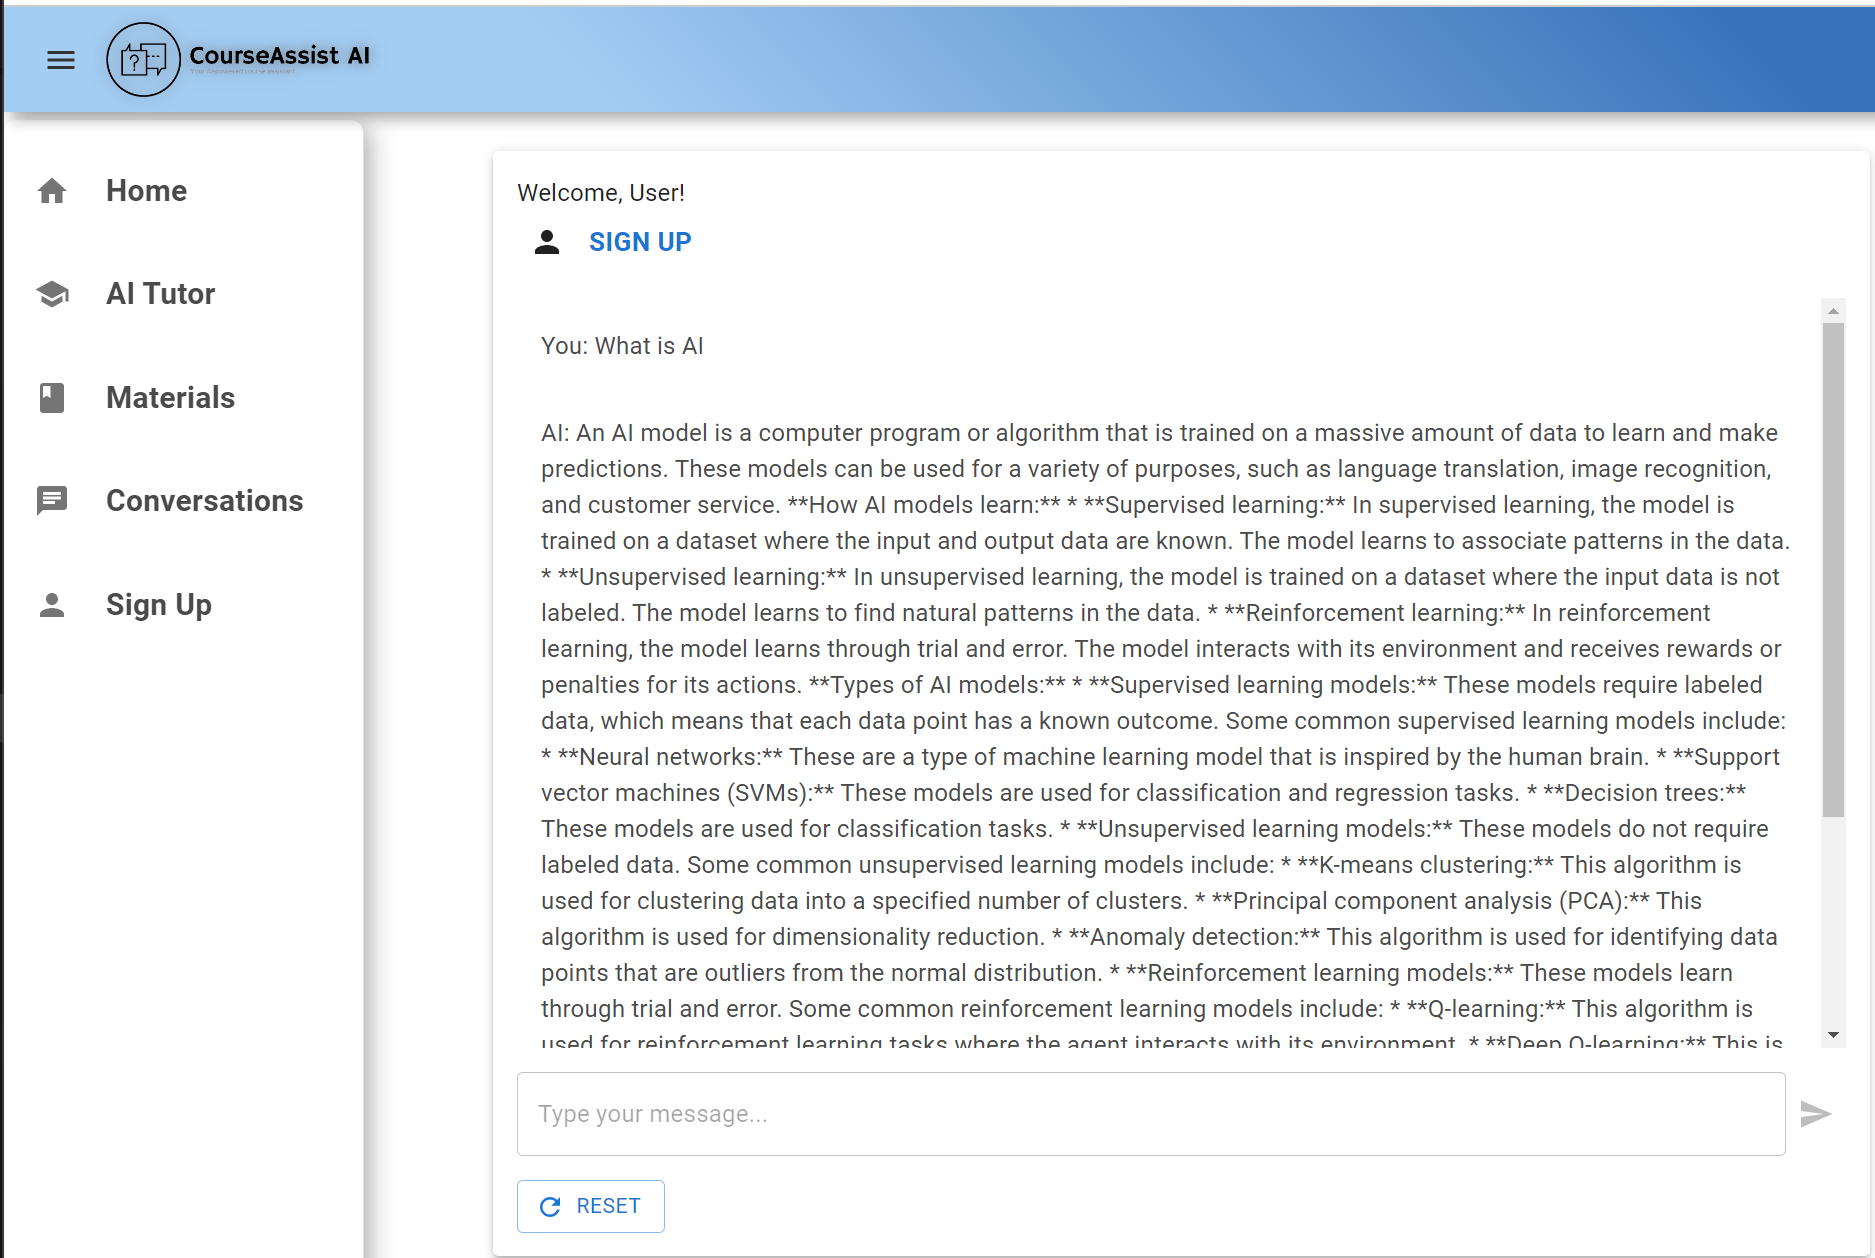 CourseAssist AI
Home
AI Tutor
Materials
Conversations
Sign Up
Welcome, User!
SIGN UP
You: What is AI
AI: An AI model is a computer program or algorithm that is trained on a massive amount of data to learn and make
predictions. These models can be used for a variety of purposes, such as language translation, image recognition,
and customer service. **How AI models learn:** * **Supervised learning:** In supervised learning, the model is
trained on a dataset where the input and output data are known. The model learns to associate patterns in the data.
* **Unsupervised learning:** In unsupervised learning, the model is trained on a dataset where the input data is not
labeled. The model learns to find natural patterns in the data. * **Reinforcement learning:** In reinforcement
learning, the model learns through trial and error. The model interacts with its environment and receives rewards or
penalties for its actions. **Types of AI models:** * **Supervised learning models:** These models require labeled
data, which means that each data point has a known outcome. Some common supervised learning models include:
* **Neural networks:** These are a type of machine learning model that is inspired by the human brain. * **Support
vector machines (SVMs):** These models are used for classification and regression tasks. * **Decision trees:**
These models are used for classification tasks. * **Unsupervised learning models:** These models do not require
labeled data. Some common unsupervised learning models include: * **K-means clustering:** This algorithm is
used for clustering data into a specified number of clusters. * **Principal component analysis (PCA):** This
algorithm is used for dimensionality reduction. * **Anomaly detection:** This algorithm is used for identifying data
points that are outliers from the normal distribution. * **Reinforcement learning models:** These models learn
through trial and error. Some common reinforcement learning models include: * **Q-learning:** This algorithm is
used for reinforcement learning tasks where the agent interacts with its environment. * **Deep Q-learning:** This is
Type your message...
RESET